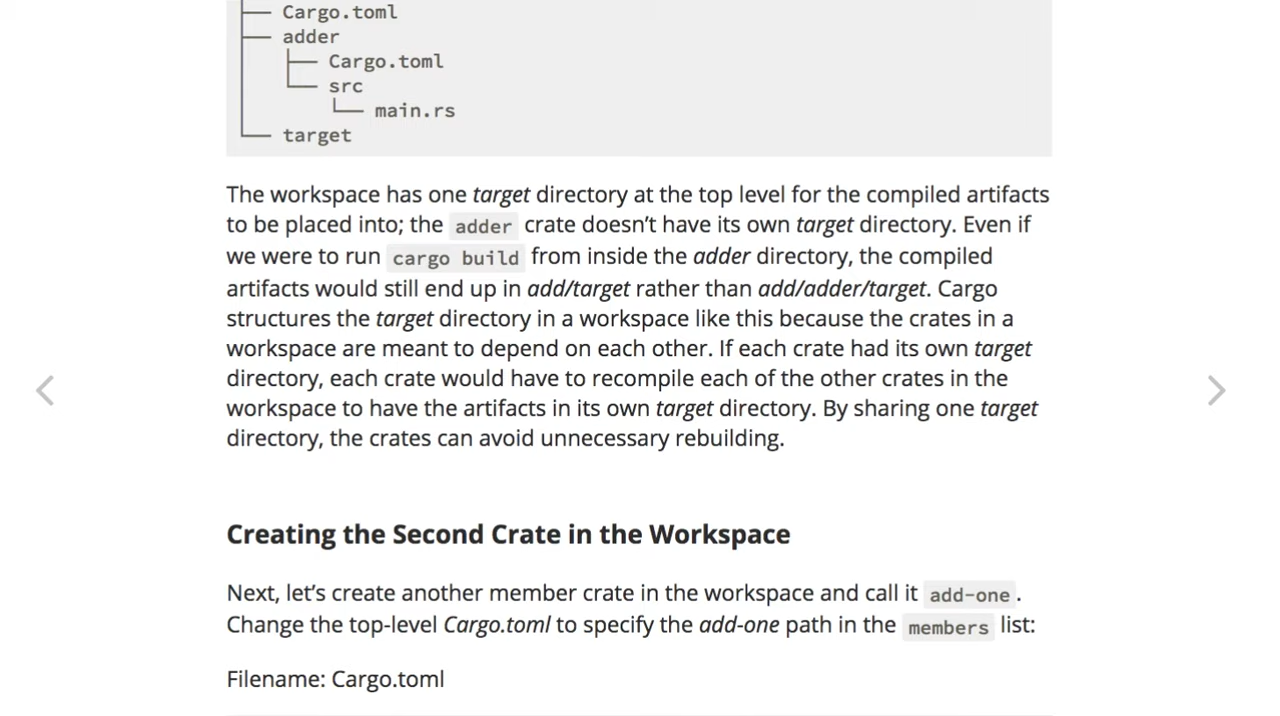 ├── Cargo.toml
├── adder
│   ├── Cargo.toml
│   └── src
│       └── main.rs
└── target
The workspace has one target directory at the top level for the compiled artifacts
to be placed into; the adder crate doesn’t have its own target directory. Even if
we were to run cargo build from inside the adder directory, the compiled
artifacts would still end up in add/target rather than add/adder/target. Cargo
structures the target directory in a workspace like this because the crates in a
workspace are meant to depend on each other. If each crate had its own target
directory, each crate would have to recompile each of the other crates in the
workspace to have the artifacts in its own target directory. By sharing one target
directory, the crates can avoid unnecessary rebuilding.
Creating the Second Crate in the Workspace
Next, let’s create another member crate in the workspace and call it add-one.
Change the top-level Cargo.toml to specify the add-one path in the members list:
Filename: Cargo.toml